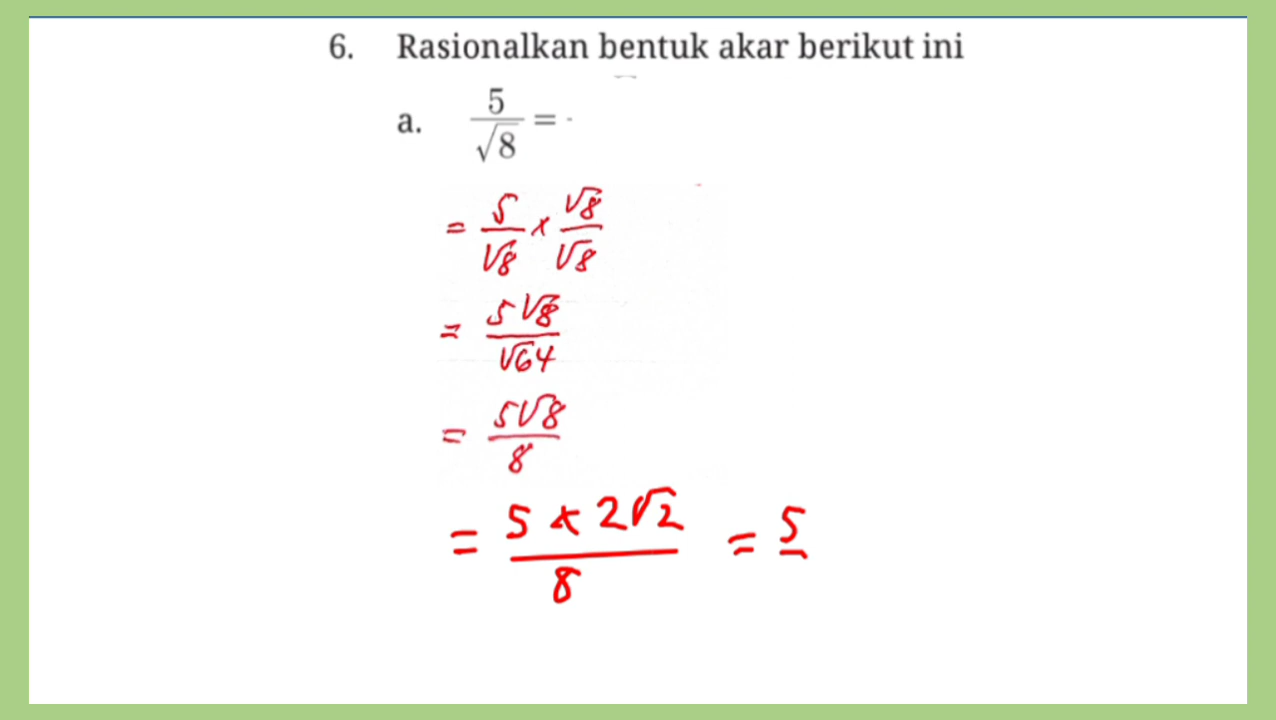 6. Rasionalkan bentuk akar berikut ini
a. 5/√8 =
= 5/√8 × √8/√8
= 5√8/√64
= 5√8/8
= 5 × 2√2/8 = 5